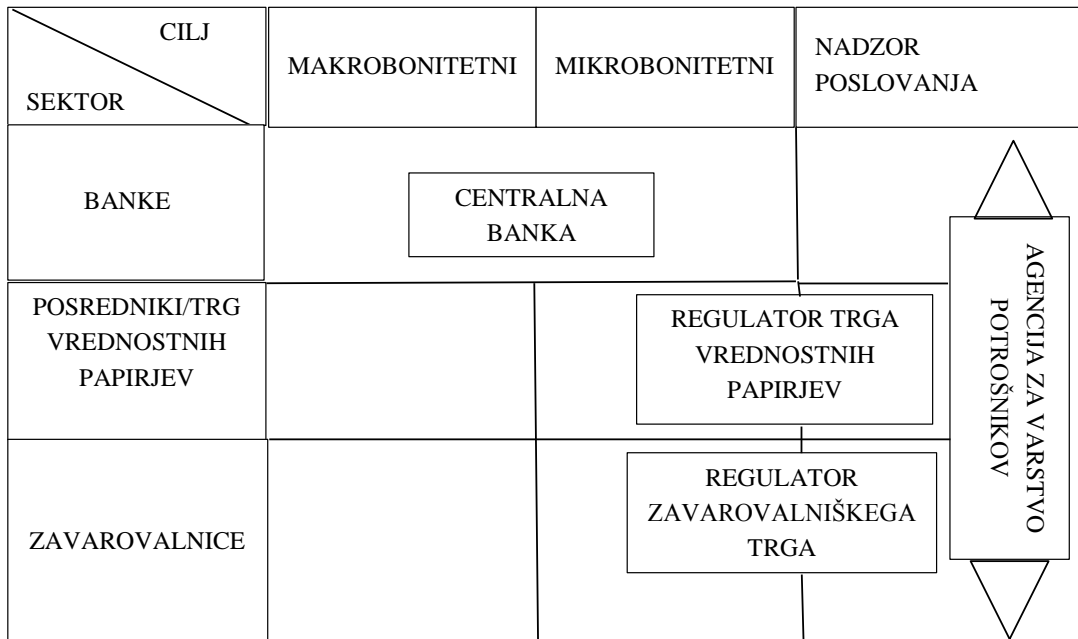 CILJ
SEKTOR
MAKROBONITETNI
MIKROBONITETNI
NADZOR
POSLOVANJA
BANKE
CENTRALNA
BANKA
POSREDNIKI/TRG
VREDNOSTNIH
PAPIRJEV
REGULATOR TRGA
VREDNOSTNIH
PAPIRJEV
ZAVAROVALNICE
REGULATOR
ZAVAROVALNIŠKEGA
TRGA
AGENCIJA ZA VARSTVO
POTROŠNIKOV